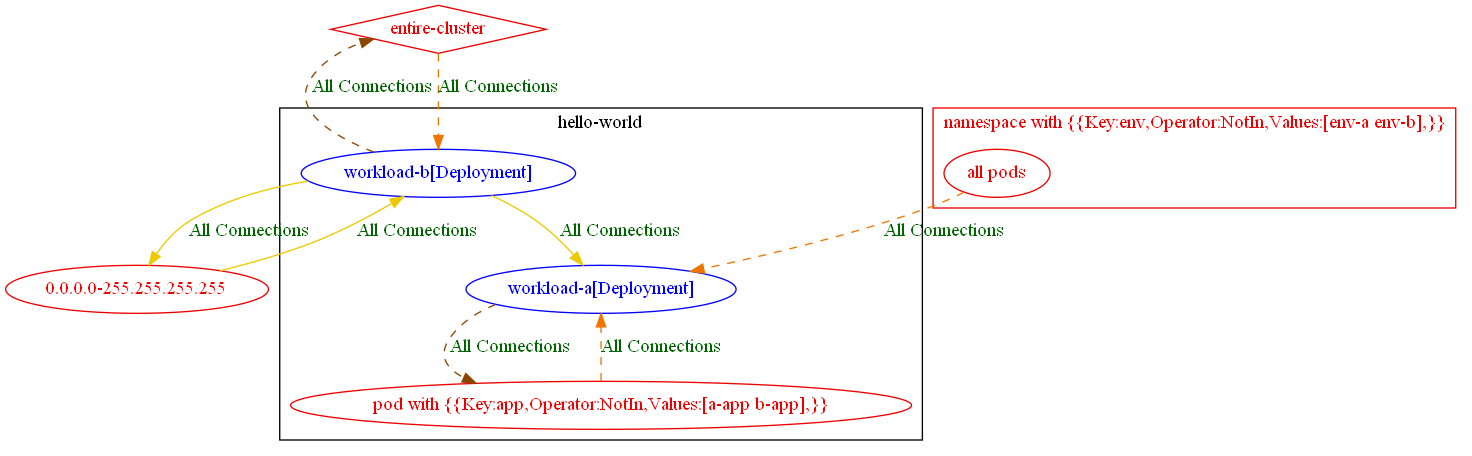 entire-cluster
All Connections
All Connections
hello-world
namespace with {{Key:env,Operator:NotIn,Values:[env-a env-b],}}
workload-b[Deployment]
all pods
All Connections
All Connections
All Connections
All Connections
0.0.0.0-255.255.255.255
workload-a[Deployment]
All Connections
All Connections
pod with {{Key:app,Operator:NotIn,Values:[a-app b-app],}}